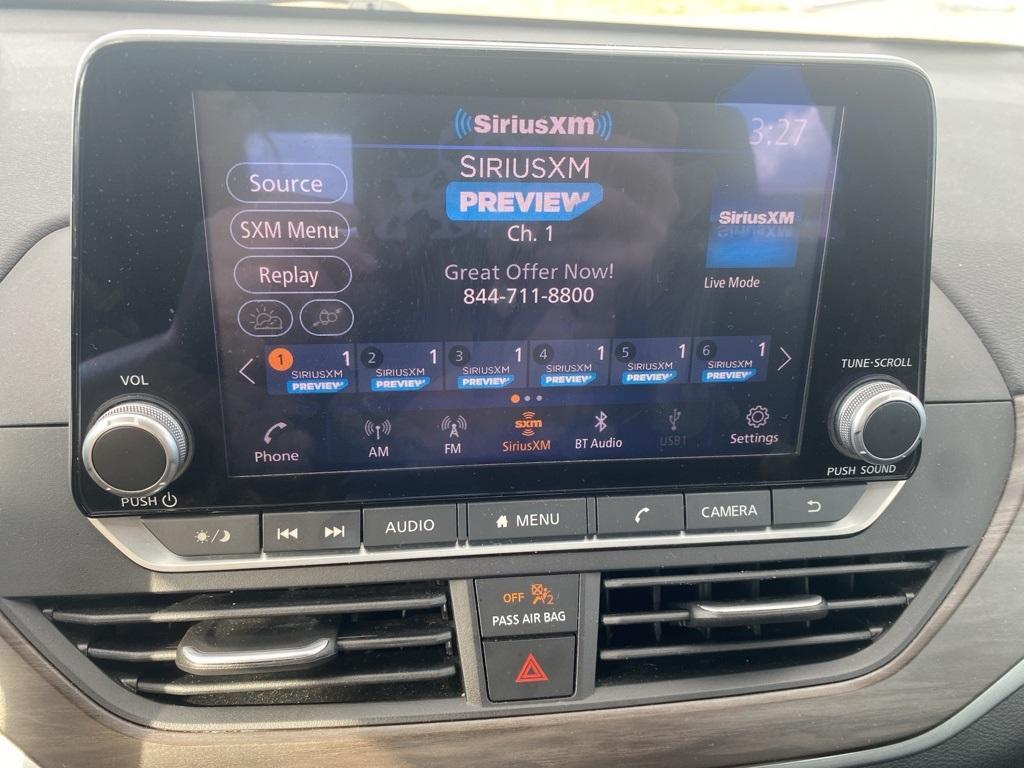 SiriusXM
3:27
SIRIUSXM
PREVIEW
Ch. 1
Great Offer Now!
844-711-8800
Source
SXM Menu
Replay
SiriusXM
Live Mode
1 1
SIRIUSXM
PREVIEW
2 1
SIRIUSXM
PREVIEW
3 1
SIRIUSXM
PREVIEW
4 1
SIRIUSXM
PREVIEW
5 1
SIRIUSXM
PREVIEW
6 1
SIRIUSXM
PREVIEW
Phone
AM
FM
sxm
SiriusXM
BT Audio
USB1
Settings
VOL
PUSH
TUNE·SCROLL
PUSH SOUND
AUDIO
MENU
CAMERA
OFF 2
PASS AIR BAG